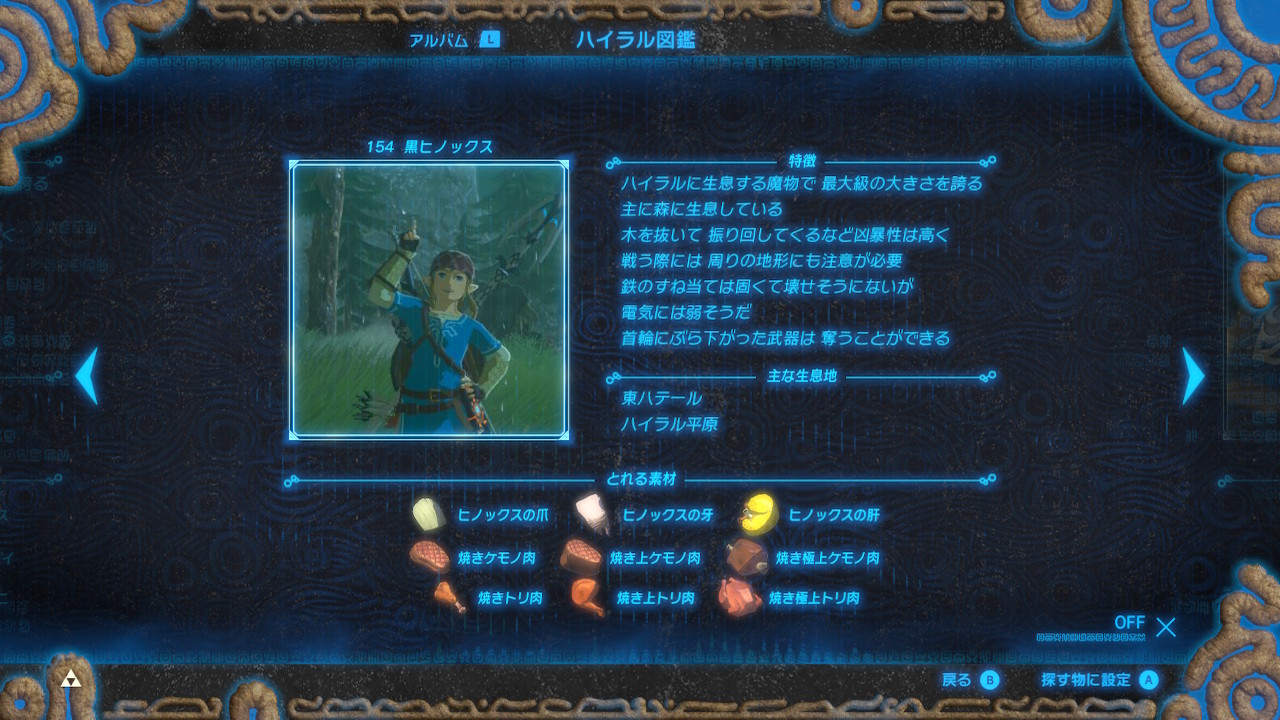 アルバム L
ハイラル図鑑
154 黒ヒノックス
特徴
ハイラルに生息する魔物で 最大級の大きさを誇る
主に森に生息している
木を抜いて 振り回してくるなど凶暴性は高く
戦う際には 周りの地形にも注意が必要
鉄のすね当ては固くて壊せそうにないが
電気には弱そうだ
首輪にぶら下がった武器は 奪うことができる
主な生息地
東ハテール
ハイラル平原
とれる素材
ヒノックスの爪 ヒノックスの牙 ヒノックスの肝
焼きケモノ肉 焼き上ケモノ肉 焼き極上ケモノ肉
焼きトリ肉 焼き上トリ肉 焼き極上トリ肉
OFF
戻る B 探す物に設定 A